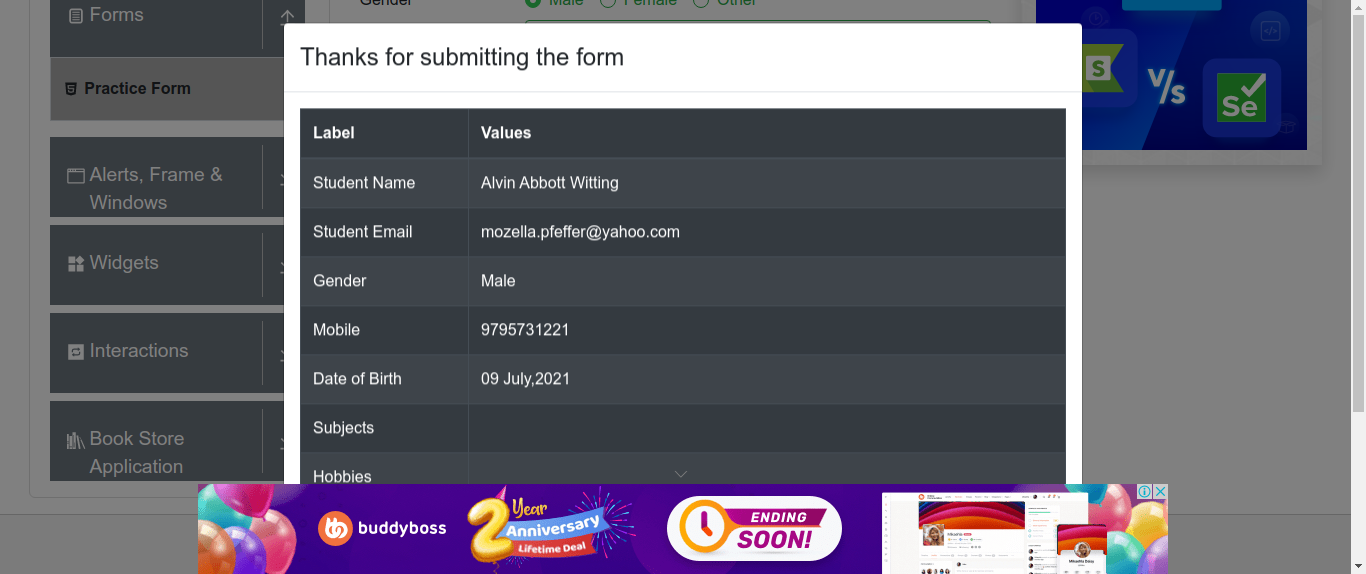 Gender Male Female Other
Forms
Thanks for submitting the form
Practice Form
Label Values
Student Name Alvin Abbott Witting
Student Email mozella.pfeffer@yahoo.com
Gender Male
Mobile 9795731221
Date of Birth 09 July,2021
Subjects
Hobbies
Alerts, Frame &
Windows
Widgets
Interactions
Book Store
Application
S
V/s
Se
buddyboss
2 Year
Anniversary
Lifetime Deal
ENDING
SOON!